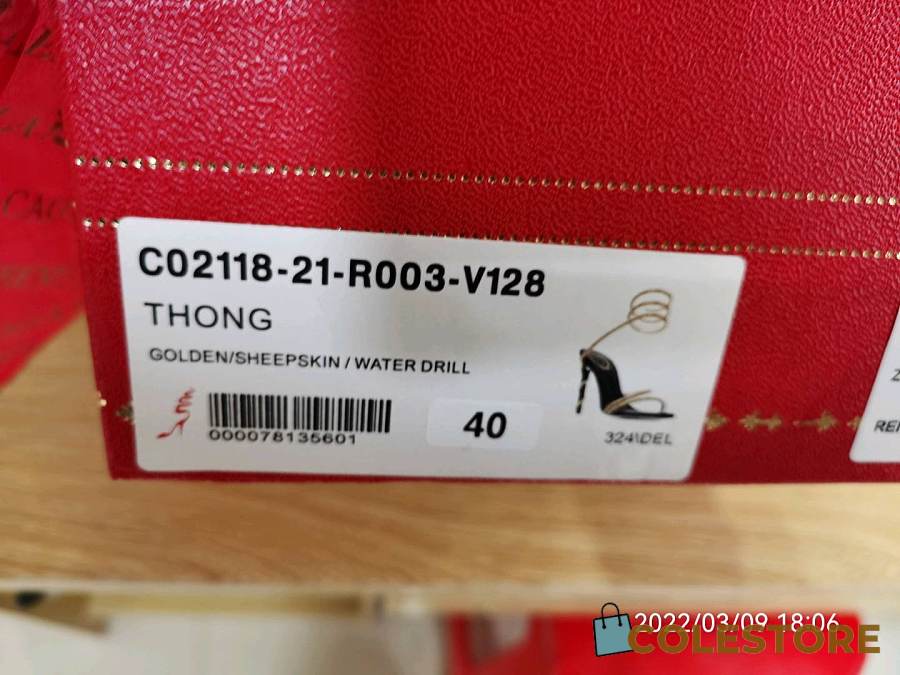 C02118-21-R003-V128
THONG
GOLDEN/SHEEPSKIN / WATER DRILL
000078135601
40
324\DEL
2022/03/09 18:06
COLESTORE